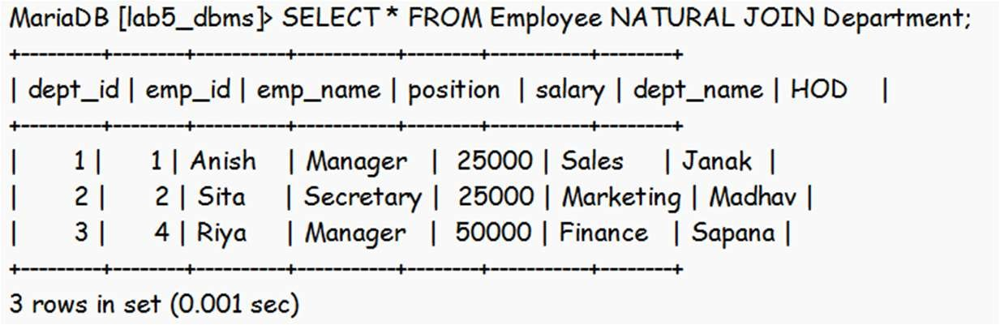 MariaDB [lab5_dbms]> SELECT * FROM Employee NATURAL JOIN Department;
+---------+--------+----------+-----------+--------+-----------+--------+
| dept_id | emp_id | emp_name | position | salary | dept_name | HOD |
+---------+--------+----------+-----------+--------+-----------+--------+
| 1 | 1 | Anish | Manager | 25000 | Sales | Janak |
| 2 | 2 | Sita | Secretary | 25000 | Marketing | Madhav |
| 3 | 4 | Riya | Manager | 50000 | Finance | Sapana |
+---------+--------+----------+-----------+--------+-----------+--------+
3 rows in set (0.001 sec)